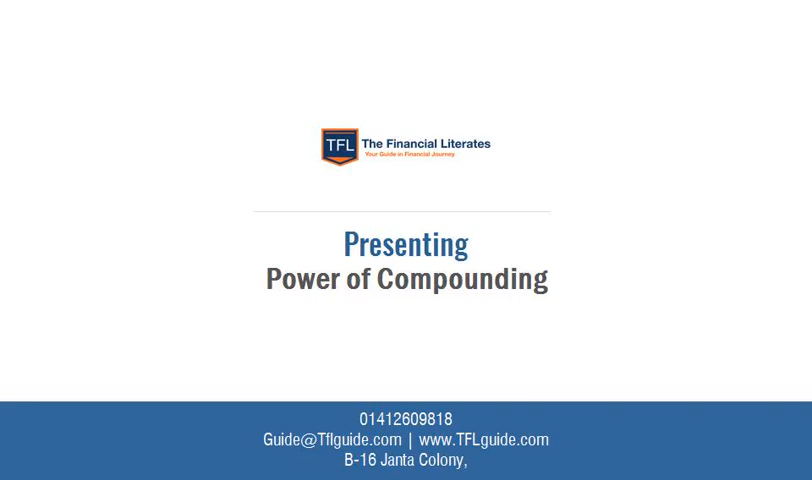 TFL The Financial Literates
Your Guide in Financial Journey
Presenting
Power of Compounding
01412609818
Guide@Tflguide.com | www.TFLguide.com
B-16 Janta Colony,